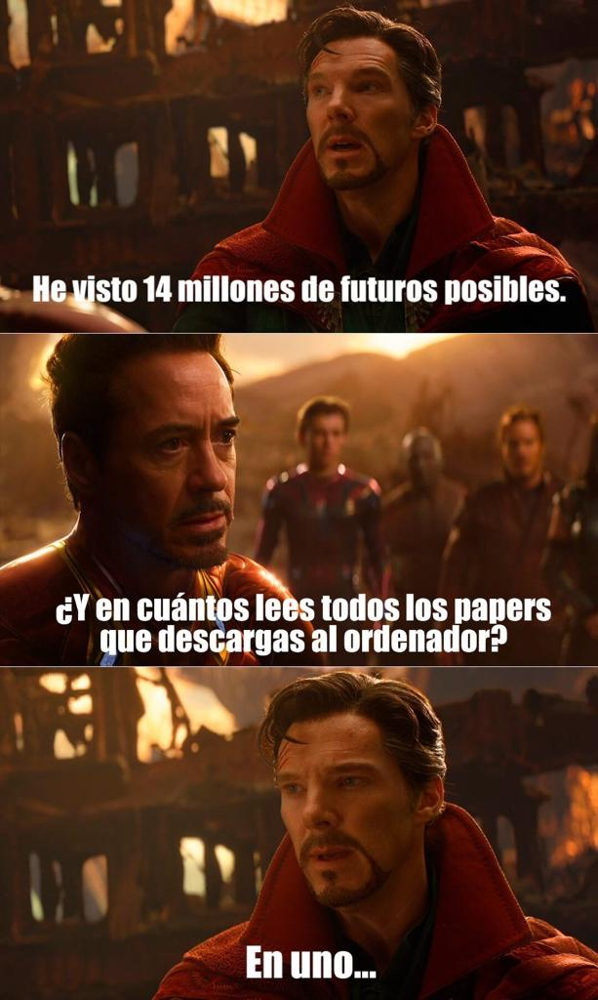 He visto 14 millones de futuros posibles.
¿Y en cuántos lees todos los papers
que descargas al ordenador?
En uno...